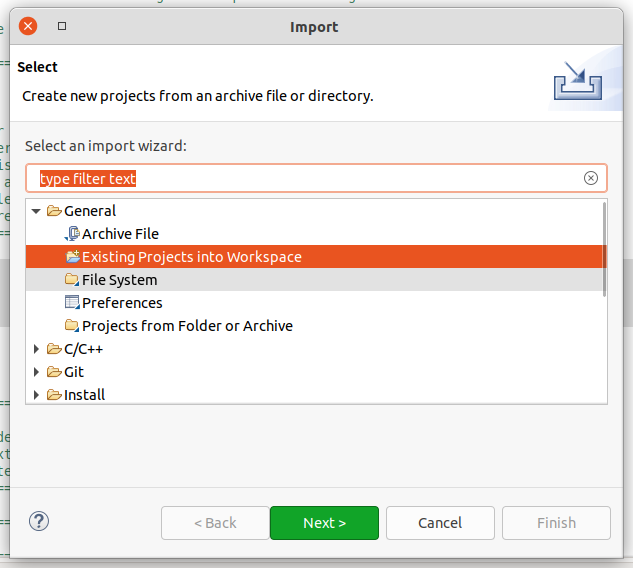 Import
Select
Create new projects from an archive file or directory.
Select an import wizard:
type filter text
General
Archive File
Existing Projects into Workspace
File System
Preferences
Projects from Folder or Archive
C/C++
Git
Install
?
< Back
Next >
Cancel
Finish